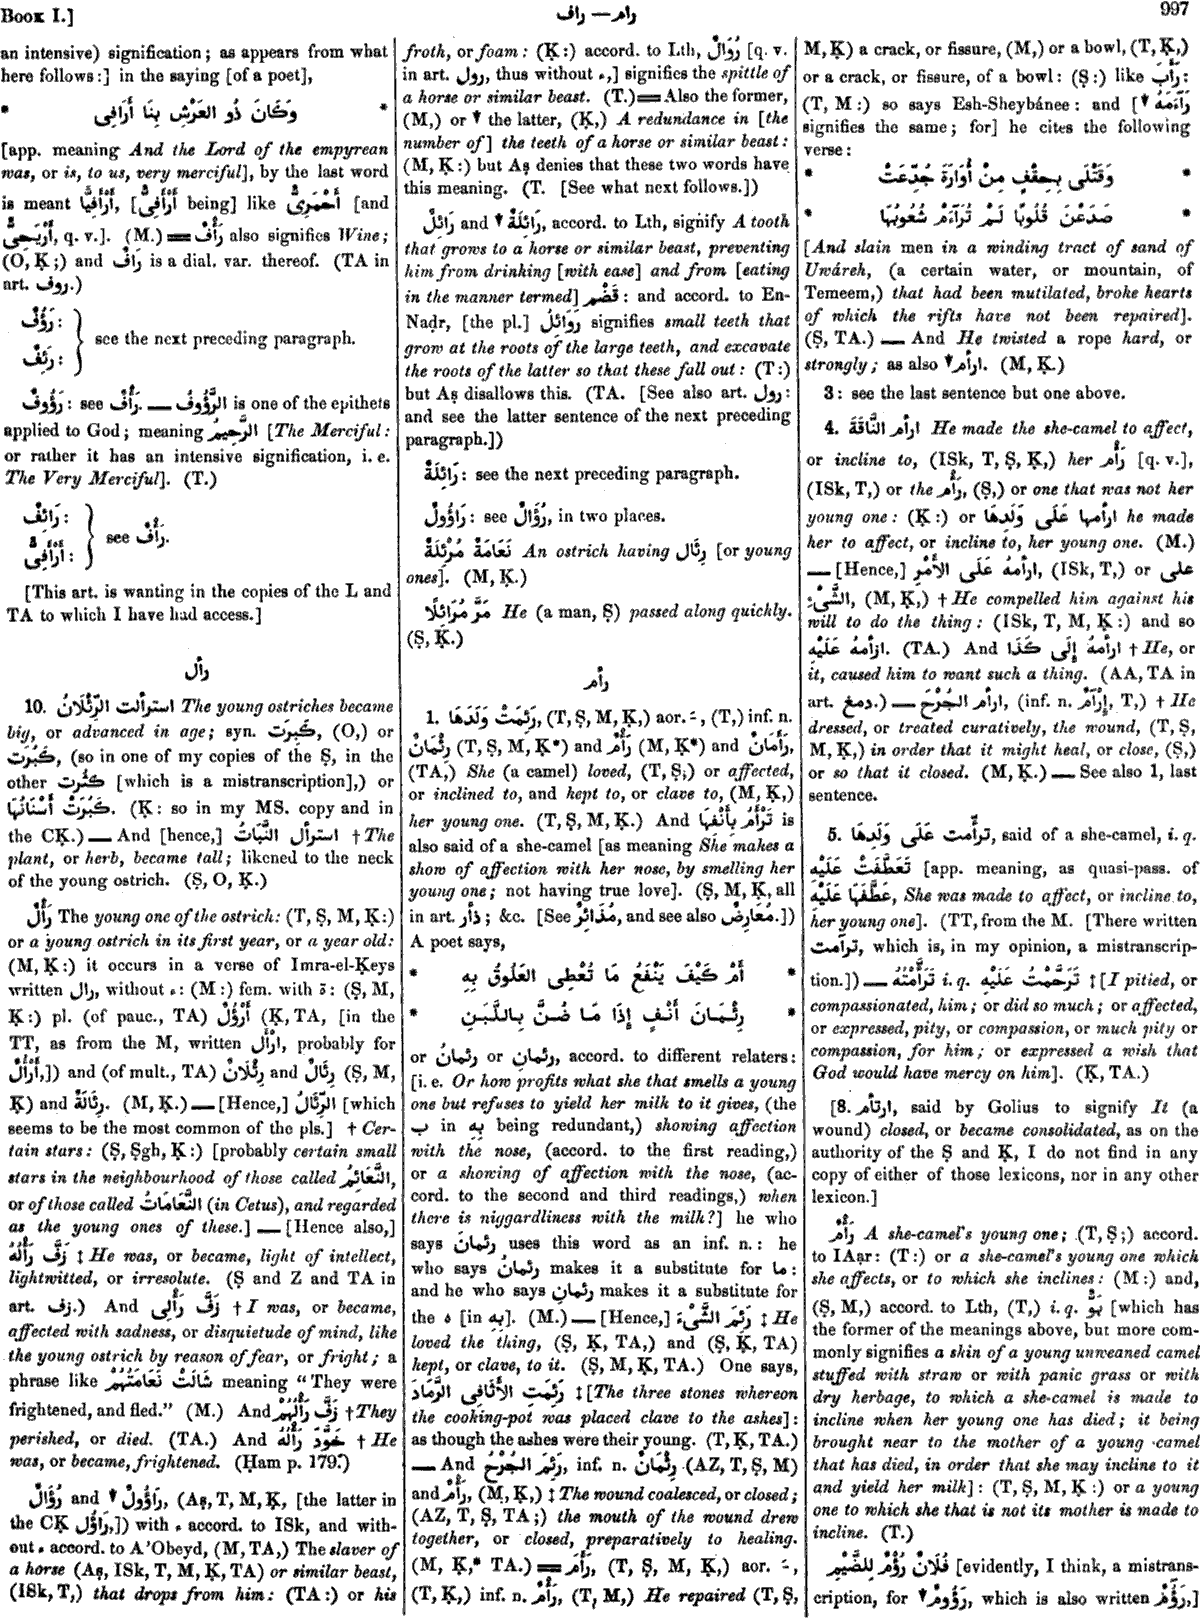 Book I.]
رأف — رأم
997
an intensive) signification; as appears from what
here follows:] in the saying [of a poet],
* وَكَانَ ذُو العَرْشِ بِنَا أَرَافِى *
[app. meaning And the Lord of the empyrean
was, or is, to us, very merciful], by the last word
is meant أَرْأَفِيًّا, [أَرْأَفِىٌّ being] like أَحْمَرِىٌّ [and
أَرْيَحِىٌّ, q. v.]. (M.) ═ رَأْفٌ also signifies Wine;
(O, Ḳ;) and رَافٌ is a dial. var. thereof. (TA in
art. روف.)
رَؤُفٌ:
رَئِفٌ:
see the next preceding paragraph.
رَؤُوفٌ: see رَأْفٌ. — الرَّؤُوفُ is one of the epithets
applied to God; meaning الرَّحِيمُ [The Merciful:
or rather it has an intensive signification, i. e.
The Very Merciful]. (T.)
رَائِفٌ:
أَرْأَفِىٌّ:
see رَأْفٌ.
[This art. is wanting in the copies of the L and
TA to which I have had access.]
رأل
10. استرألت الرِّئْلَانُ The young ostriches became
big, or advanced in age; syn. كَبِرَت, (O,) or
كَبُرَت, (so in one of my copies of the Ṣ, in the
other كثُرت [which is a mistranscription],) or
كَبُرَتْ أَسْنَانُهَا. (Ḳ: so in my MS. copy and in
the CḲ.) — And [hence,] استرأل النَّبَاتُ † The
plant, or herb, became tall; likened to the neck
of the young ostrich. (Ṣ, O, Ḳ.)
رَأْلٌ The young one of the ostrich: (T, Ṣ, M, Ḳ:)
or a young ostrich in its first year, or a year old:
(M, Ḳ:) it occurs in a verse of Imra-el-Ḳeys
written رال, without ء: (M:) fem. with ة: (Ṣ, M,
Ḳ:) pl. (of pauc., TA) أَرْؤُلٌ (Ḳ, TA, [in the
TT, as from the M, written ارْأَل, probably for
أَرْأُلٌ,]) and (of mult., TA) رِئْلَانٌ and رِئَالٌ (Ṣ, M,
Ḳ) and رِئَالَةٌ. (M, Ḳ.) — [Hence,] الرِّئَالُ [which
seems to be the most common of the pls.] † Cer-
tain stars: (Ṣ, Ṣgh, Ḳ:) [probably certain small
stars in the neighbourhood of those called النَّعَائِمُ,
or of those called النَّعَامَاتُ (in Cetus), and regarded
as the young ones of these.] — [Hence also,]
زَفَّ رَأْلُهُ ‡ He was, or became, light of intellect,
lightwitted, or irresolute. (Ṣ and Z and TA in
art. زف.) And زَفَّ رَأْلِى † I was, or became,
affected with sadness, or disquietude of mind, like
the young ostrich by reason of fear, or fright; a
phrase like شَالَتْ نَعَامَتُهُمْ meaning "They were
frightened, and fled." (M.) And زَفَّ رَأْلُهُمْ † They
perished, or died. (TA.) And خَوَّدَ رَأْلُهُ † He
was, or became, frightened. (Ḥam p. 179.)
رُؤَالٌ and ▼ رَاؤُولٌ, (Aṣ, T, M, Ḳ, [the latter in
the CḲ رَاؤُل,]) with ء accord. to ISk, and with-
out ء accord. to A'Obeyd, (M, TA,) The slaver of
a horse (Aṣ, ISk, T, M, Ḳ, TA) or similar beast,
(ISk, T,) that drops from him: (TA:) or his
froth, or foam: (Ḳ:) accord. to Lth, رُوَالٌ [q. v.
in art. رول, thus without ء,] signifies the spittle of
a horse or similar beast. (T.) ═ Also the former,
(M,) or ▼ the latter, (Ḳ,) A redundance in [the
number of] the teeth of a horse or similar beast:
(M, Ḳ:) but Aṣ denies that these two words have
this meaning. (T. [See what next follows.])
رَائِلٌ and ▼ رَائِلَةٌ, accord. to Lth, signify A tooth
that grows to a horse or similar beast, preventing
him from drinking [with ease] and from [eating
in the manner termed] قَضْم: and accord. to En-
Naḍr, [the pl.] رَوَائِلُ signifies small teeth that
grow at the roots of the large teeth, and excavate
the roots of the latter so that these fall out: (T:)
but Aṣ disallows this. (TA. [See also art. رول:
and see the latter sentence of the next preceding
paragraph.])
رَائِلَةٌ: see the next preceding paragraph.
رَاؤُولٌ: see رُؤَالٌ, in two places.
نَعَامَةٌ مُرْئِلَةٌ An ostrich having رِئَال [or young
ones]. (M, Ḳ.)
مَرَّ مُرَائِلًا He (a man, Ṣ) passed along quickly.
(Ṣ, Ḳ.)
رأم
1. رَئِمَتْ وَلَدَهَا, (T, Ṣ, M, Ḳ,) aor. ـَ, (T,) inf. n.
رِئْمَانٌ (T, Ṣ, M, Ḳ*) and رَأْمٌ (M, Ḳ*) and رَأَمَانٌ,
(TA,) She (a camel) loved, (T, Ṣ;) or affected,
or inclined to, and kept to, or clave to, (M, Ḳ,)
her young one. (T, Ṣ, M, Ḳ.) And تَرْأَمُ بِأَنْفِهَا is
also said of a she-camel [as meaning She makes a
show of affection with her nose, by smelling her
young one; not having true love]. (Ṣ, M, Ḳ, all
in art. ذأر; &c. [See مُذَائِرٌ, and see also مُعَارِضٌ.])
A poet says,
* أَمْ كَيْفَ يَنْفَعُ مَا تُعْطِى العَلُوقُ بِهِ *
* رِئْمَانَ أَنْفٍ إِذَا مَا ضُنَّ بِاللَّبَنِ *
or رئمانُ or رئمانِ, accord. to different relaters:
[i. e. Or how profits what she that smells a young
one but refuses to yield her milk to it gives, (the
ب in بِهِ being redundant,) showing affection
with the nose, (accord. to the first reading,)
or a showing of affection with the nose, (ac-
cord. to the second and third readings,) when
there is niggardliness with the milk?] he who
says رئمانَ uses this word as an inf. n.: he
who says رئمانُ makes it a substitute for ما:
and he who says رئمانِ makes it a substitute for
the ه [in بِهِ]. (M.) — [Hence,] رَئِمَ الشَّىْءَ ‡ He
loved the thing, (Ṣ, Ḳ, TA,) and (Ṣ, Ḳ, TA)
kept, or clave, to it. (Ṣ, M, Ḳ, TA.) One says,
رَئِمَتِ الأَثَافِى الرَّمَادَ ‡ [The three stones whereon
the cooking-pot was placed clave to the ashes]:
as though the ashes were their young. (T, Ḳ, TA.)
— And رَئِمَ الجُرْحُ, inf. n. رِئْمَانٌ (AZ, T, Ṣ, M)
and رَأْمٌ, (M, Ḳ,) ‡ The wound coalesced, or closed;
(AZ, T, Ṣ, TA;) the mouth of the wound drew
together, or closed, preparatively to healing.
(M, Ḳ,* TA.) ═ رَأَمَ, (T, Ṣ, M, Ḳ,) aor. ـَ,
(T, Ḳ,) inf. n. رَأْمٌ, (T, M,) He repaired (T, Ṣ,
M, Ḳ) a crack, or fissure, (M,) or a bowl, (T, Ḳ,)
or a crack, or fissure, of a bowl: (Ṣ:) like رَأَبَ:
(T, M:) so says Esh-Sheybánee: and [▼ رَآءَمَهُ
signifies the same; for] he cites the following
verse:
* وَقَتْلَى بِحِقْفٍ مِنْ أُوَارَةَ جُدِّعَتْ *
* صَدَعْنَ قُلُوبًا لَمْ تُرَآءَمْ شُعُوبُهَا *
[And slain men in a winding tract of sand of
Uwáreh, (a certain water, or mountain, of
Temeem,) that had been mutilated, broke hearts
of which the rifts have not been repaired].
(Ṣ, TA.) — And He twisted a rope hard, or
strongly; as also ▼ ارأم. (M, Ḳ.)
3: see the last sentence but one above.
4. ارأم النَّاقَةَ He made the she-camel to affect,
or incline to, (ISk, T, Ṣ, Ḳ,) her رَأْم [q. v.],
(ISk, T,) or the رَأْم, (Ṣ,) or one that was not her
young one: (Ḳ:) or ارأمها عَلَى وَلَدِهَا he made
her to affect, or incline to, her young one. (M.)
— [Hence,] ارأمهُ عَلَى الأَمْرِ, (ISk, T,) or على
الشَّىْءِ, (M, Ḳ,) † He compelled him against his
will to do the thing: (ISk, T, M, Ḳ:) and so
ازأمهُ عَلَيْهِ. (TA.) And ارأمهُ إِلَى كَذَا † He, or
it, caused him to want such a thing. (AA, TA in
art. دمغ.) — ارأم الجُرْحَ, (inf. n. إِرْآمٌ, T,) † He
dressed, or treated curatively, the wound, (T, Ṣ,
M, Ḳ,) in order that it might heal, or close, (Ṣ,)
or so that it closed. (M, Ḳ.) — See also 1, last
sentence.
5. ترأّمت عَلَى وَلَدِهَا, said of a she-camel, i. q.
تَعَطَّفَتْ عَلَيْهِ [app. meaning, as quasi-pass. of
عَطَّفَهَا عَلَيْهِ, She was made to affect, or incline to,
her young one]. (TT, from the M. [There written
ترآمت, which is, in my opinion, a mistranscrip-
tion.]) — تَرَأَّمْتُهُ i. q. تَرَحَّمْتُ عَلَيْهِ ‡ [I pitied, or
compassionated, him; or did so much; or affected,
or expressed, pity, or compassion, or much pity or
compassion, for him; or expressed a wish that
God would have mercy on him]. (Ḳ, TA.)
[8. ارتأم, said by Golius to signify It (a
wound) closed, or became consolidated, as on the
authority of the Ṣ and Ḳ, I do not find in any
copy of either of those lexicons, nor in any other
lexicon.]
رَأْمٌ A she-camel's young one; (T, Ṣ;) accord.
to IAạr: (T:) or a she-camel's young one which
she affects, or to which she inclines: (M:) and,
(Ṣ, M,) accord. to Lth, (T,) i. q. بَوٌّ [which has
the former of the meanings above, but more com-
monly signifies a skin of a young unweaned camel
stuffed with straw or with panic grass or with
dry herbage, to which a she-camel is made to
incline when her young one has died; it being
brought near to the mother of a young camel
that has died, in order that she may incline to it
and yield her milk]: (T, Ṣ, M, Ḳ:) or a young
one to which she that is not its mother is made to
incline. (T.)
فُلَانٌ رُؤُمٌ لِلضَّيْمِ [evidently, I think, a mistrans-
cription, for ▼ رَؤُومٌ, which is also written رَؤُمٌ,]